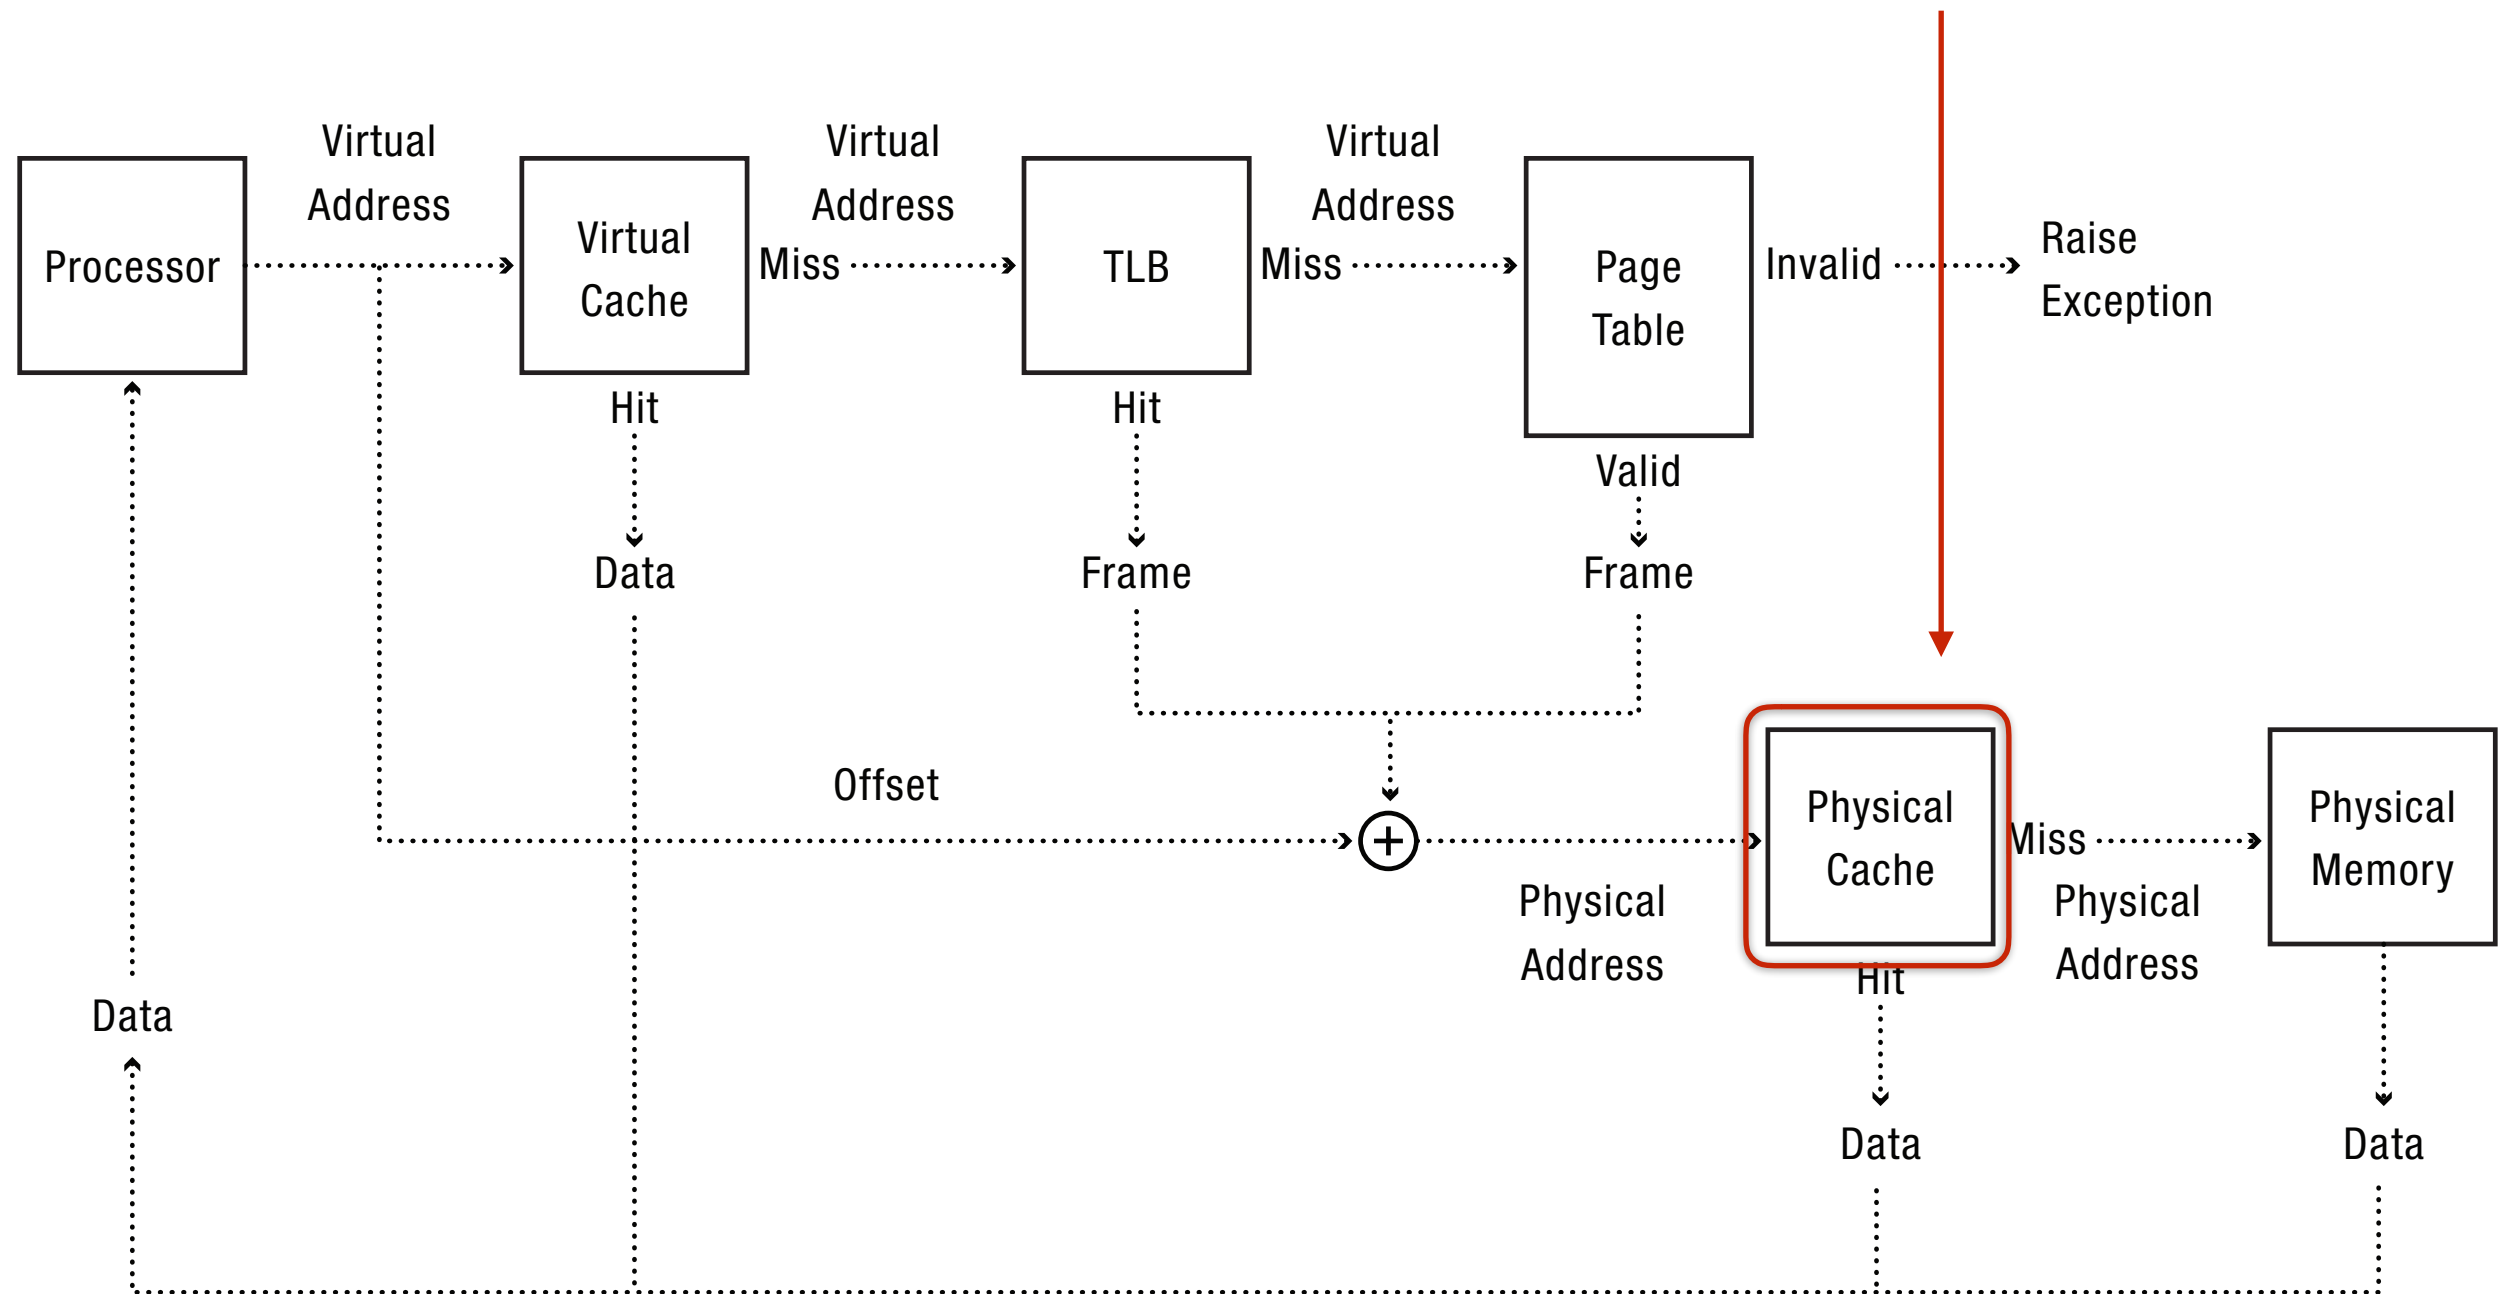 Virtual
Address
Virtual
Address
Virtual
Address
Processor
Virtual
Cache
Miss
TLB
Miss
Page
Table
Invalid
Raise
Exception
Hit
Hit
Valid
Data
Frame
Frame
Offset
Physical
Cache
Miss
Physical
Memory
Physical
Address
Physical
Address
Hit
Data
Data
Data